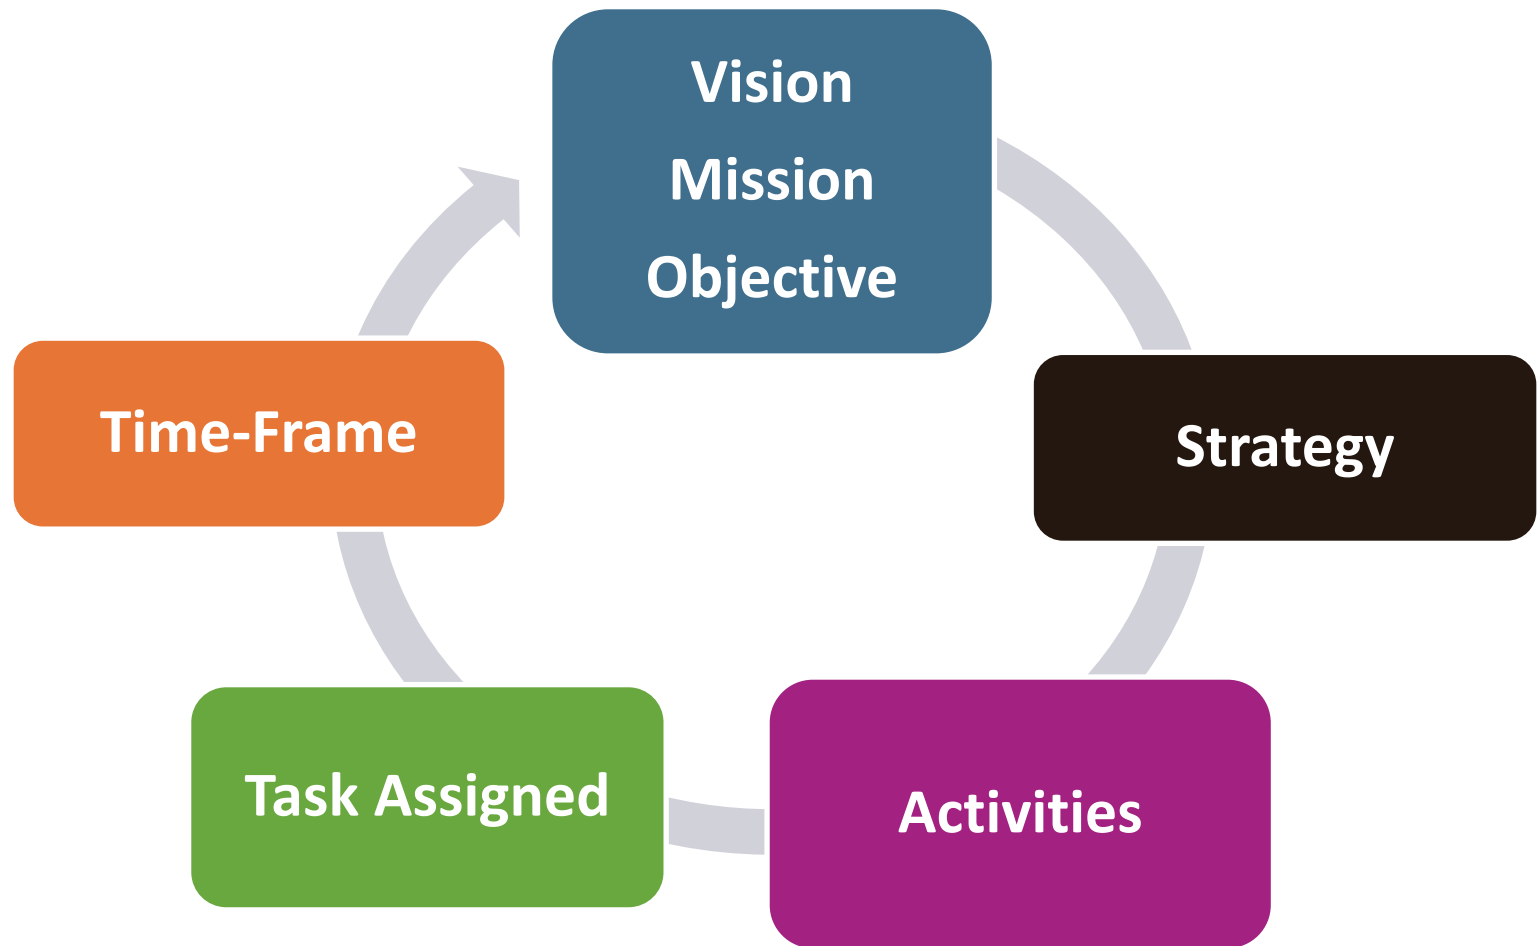 Vision
Mission
Objective
Strategy
Activities
Task Assigned
Time-Frame